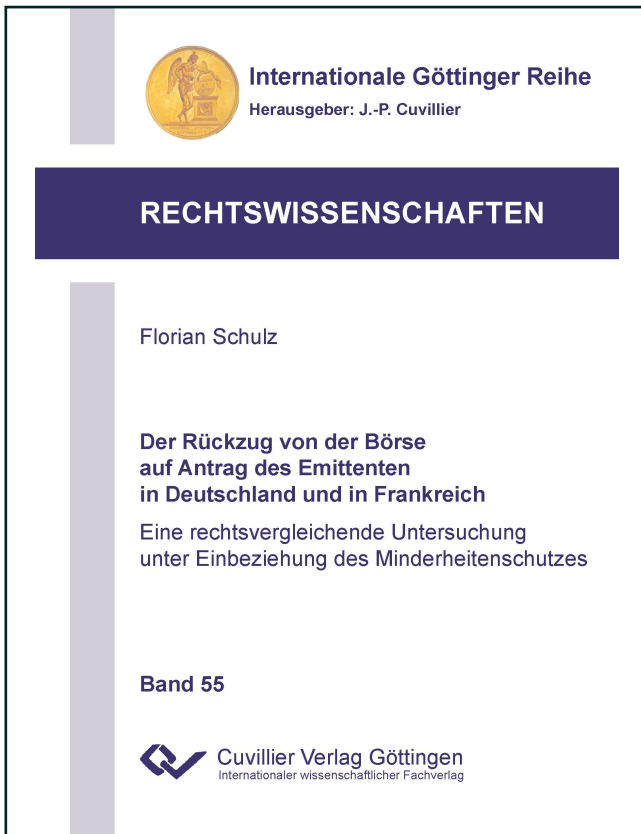 Internationale Göttinger Reihe
Herausgeber: J.-P. Cuvillier
RECHTSWISSENSCHAFTEN
Florian Schulz
Der Rückzug von der Börse
auf Antrag des Emittenten
in Deutschland und in Frankreich
Eine rechtsvergleichende Untersuchung
unter Einbeziehung des Minderheitenschutzes
Band 55
Cuvillier Verlag Göttingen
Internationaler wissenschaftlicher Fachverlag